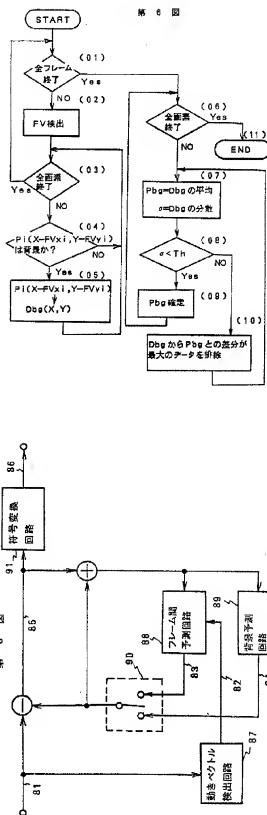 第 6 図
START
(01)
全フレーム
終了
Yes
NO
(02)
FV検出
(03)
全画素
終了
Yes
NO
(04)
Pi(X-FVxi,Y-FVyi)
は背景か?
NO
Yes
(05)
Pi(X-FVxi,Y-FVyi)
↓
Dbg(X,Y)
(06)
全画素
終了
Yes
(11)
END
NO
(07)
Pbg=Dbgの平均
σ=Dbgの分散
(08)
σ<Th
NO
Yes
(09)
Pbg確定
(10)
DbgからPbgとの差分が
最大のデータを排除
図
81
85
91
符号変換
回路
86
90
88
フレーム間
予測回路
83
82
89
背景予測
回路
87
動きベクトル
検出回路